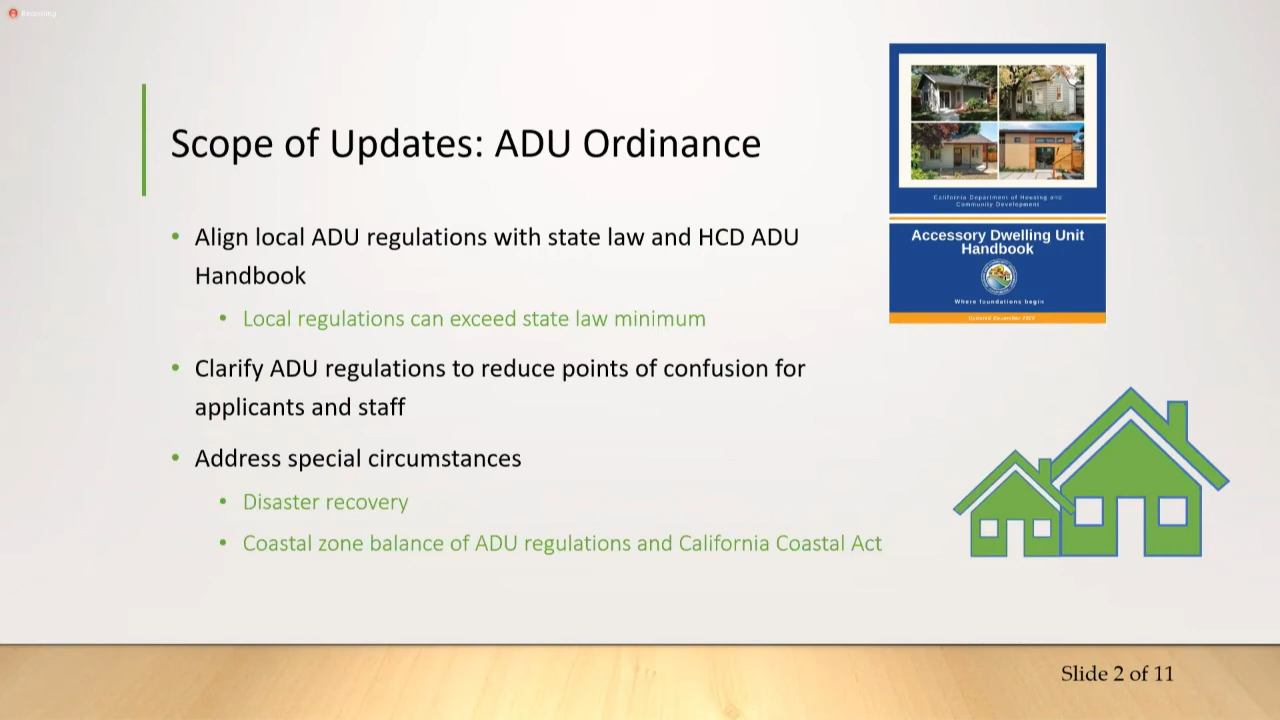 Recording
Scope of Updates: ADU Ordinance
• Align local ADU regulations with state law and HCD ADU
Handbook
• Local regulations can exceed state law minimum
• Clarify ADU regulations to reduce points of confusion for
applicants and staff
• Address special circumstances
• Disaster recovery
• Coastal zone balance of ADU regulations and California Coastal Act
California Department of Housing and
Community Development
Accessory Dwelling Unit
Handbook
Where foundations begin
Updated December 2020
Slide 2 of 11